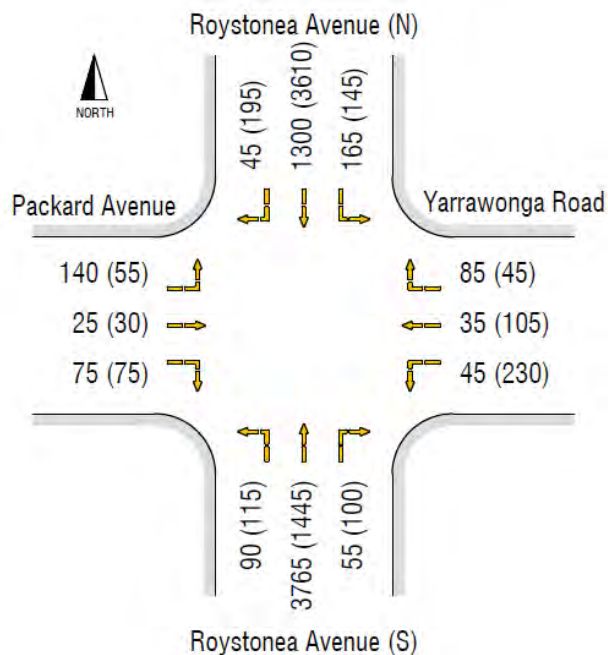 Roystonea Avenue (N)
NORTH
45 (195)
1300 (3610)
165 (145)
Packard Avenue
Yarrawonga Road
140 (55)
85 (45)
25 (30)
35 (105)
75 (75)
45 (230)
90 (115)
3765 (1445)
55 (100)
Roystonea Avenue (S)